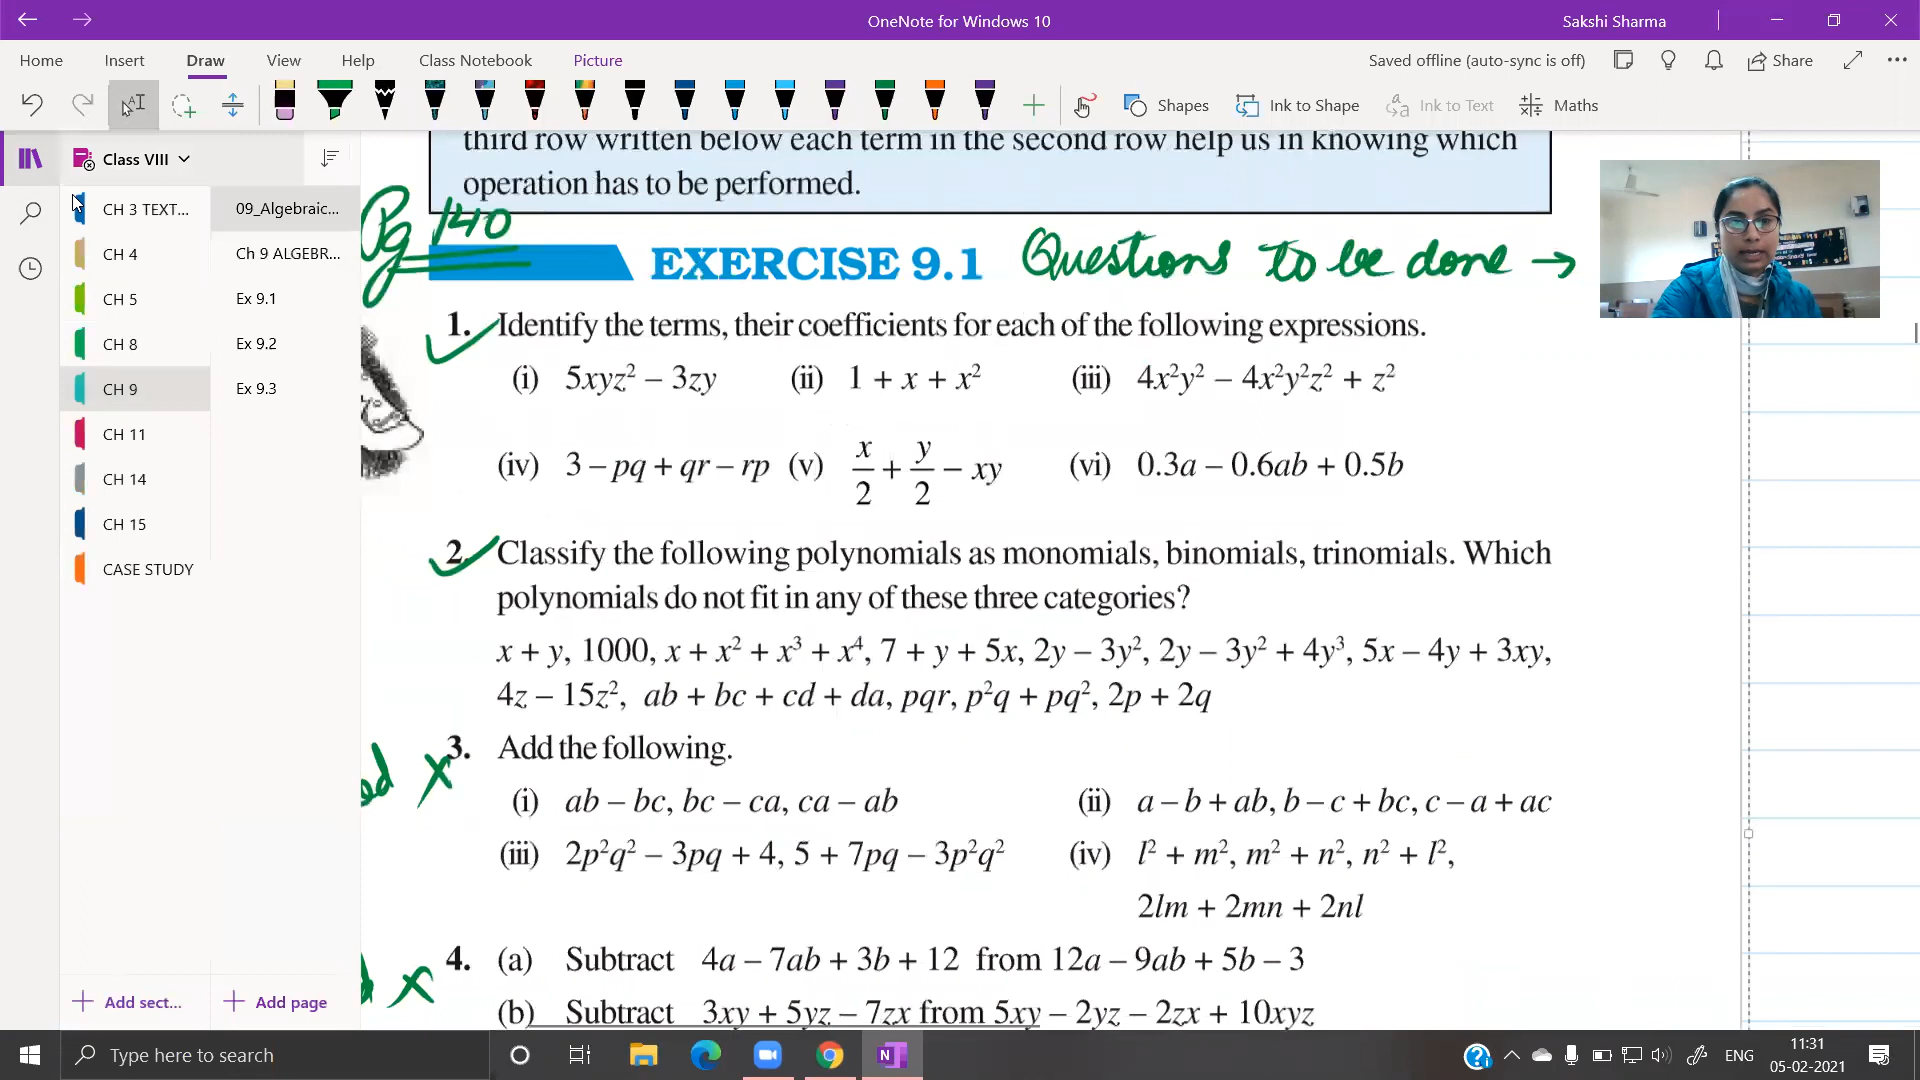 OneNote for Windows 10
Sakshi Sharma
Home Insert Draw View Help Class Notebook Picture
Saved offline (auto-sync is off) Share
Shapes Ink to Shape Ink to Text Maths
Class VIII
CH 3 TEXT...
CH 4
CH 5
CH 8
CH 9
CH 11
CH 14
CH 15
CASE STUDY
09_Algebraic...
Ch 9 ALGEBR...
Ex 9.1
Ex 9.2
Ex 9.3
Add sect...
Add page
third row written below each term in the second row help us in knowing which
operation has to be performed.
Pg 140
EXERCISE 9.1 Questions to be done →
1. Identify the terms, their coefficients for each of the following expressions.
(i) 5xyz² – 3zy (ii) 1 + x + x² (iii) 4x²y² – 4x²y²z² + z²
(iv) 3 – pq + qr – rp (v) x/2 + y/2 – xy (vi) 0.3a – 0.6ab + 0.5b
2. Classify the following polynomials as monomials, binomials, trinomials. Which
polynomials do not fit in any of these three categories?
x + y, 1000, x + x² + x³ + x⁴, 7 + y + 5x, 2y – 3y², 2y – 3y² + 4y³, 5x – 4y + 3xy,
4z – 15z², ab + bc + cd + da, pqr, p²q + pq², 2p + 2q
3. Add the following.
(i) ab – bc, bc – ca, ca – ab (ii) a – b + ab, b – c + bc, c – a + ac
(iii) 2p²q² – 3pq + 4, 5 + 7pq – 3p²q² (iv) l² + m², m² + n², n² + l²,
2lm + 2mn + 2nl
4. (a) Subtract 4a – 7ab + 3b + 12 from 12a – 9ab + 5b – 3
(b) Subtract 3xy + 5yz – 7zx from 5xy – 2yz – 2zx + 10xyz
Type here to search
ENG
11:31
05-02-2021